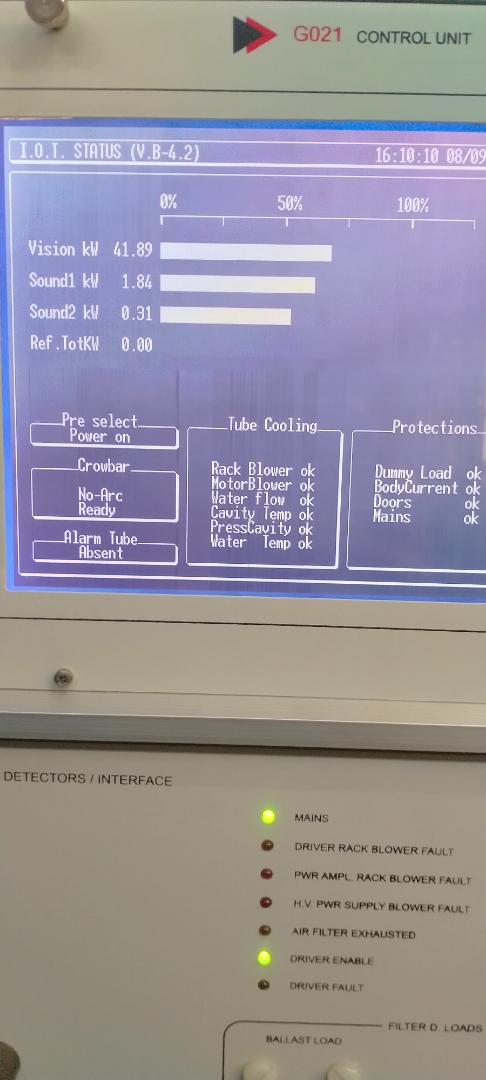 G021 CONTROL UNIT
I.O.T. STATUS (V.B-4.2) 16:10:10 08/09
0% 50% 100%
Vision kW 41.89
Sound1 kW 1.84
Sound2 kW 0.31
Ref.TotKW 0.00
Pre select
Power on
Crowbar
No-Arc
Ready
Alarm Tube
Absent
Tube Cooling
Rack Blower ok
MotorBlower ok
Water flow ok
Cavity Temp ok
PressCavity ok
Water Temp ok
Protections
Dummy Load ok
BodyCurrent ok
Doors ok
Mains ok
DETECTORS / INTERFACE
MAINS
DRIVER RACK BLOWER FAULT
PWR AMPL. RACK BLOWER FAULT
H.V. PWR SUPPLY BLOWER FAULT
AIR FILTER EXHAUSTED
DRIVER ENABLE
DRIVER FAULT
FILTER D. LOADS
BALLAST LOAD